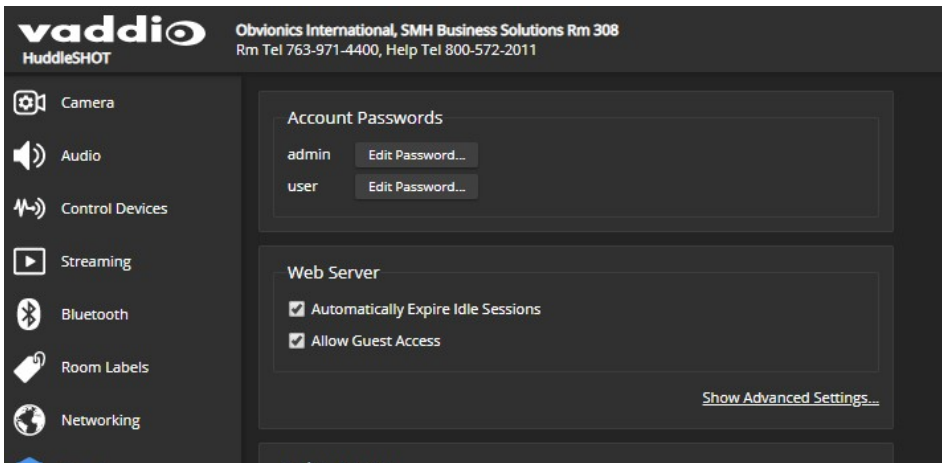 vaddio
HuddleSHOT
Obvionics International, SMH Business Solutions Rm 308
Rm Tel 763-971-4400, Help Tel 800-572-2011
Camera
Audio
Control Devices
Streaming
Bluetooth
Room Labels
Networking
Account Passwords
admin Edit Password...
user Edit Password...
Web Server
Automatically Expire Idle Sessions
Allow Guest Access
Show Advanced Settings...